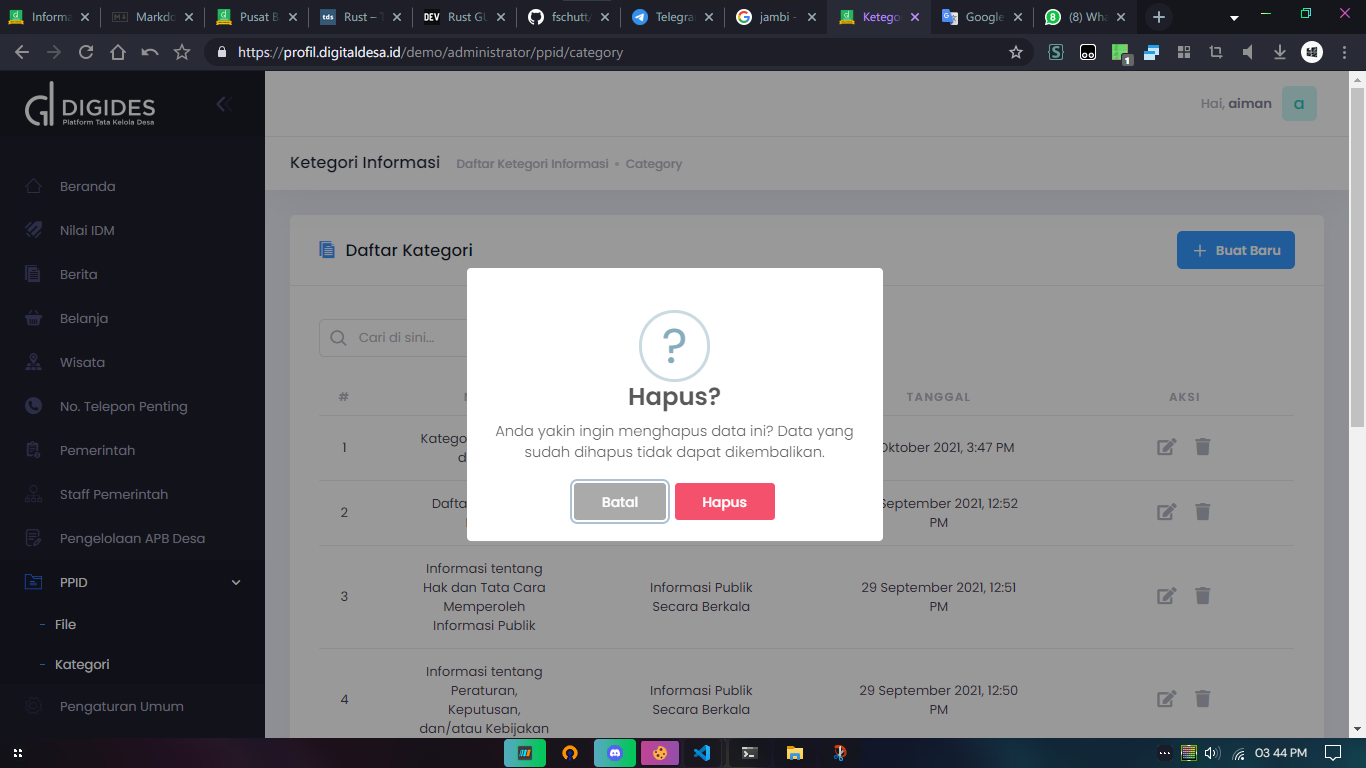 Informa
Markdo
Pusat B
tds
Rust – T
DEV
Rust GU
fschutt/
Telegra
jambi -
Ketego
Google
8
(8) Wha
https://profil.digitaldesa.id/demo/administrator/ppid/category
1
DIGIDES
Platform Tata Kelola Desa
Hai, aiman
a
Ketegori Informasi
Daftar Ketegori Informasi • Category
Beranda
Nilai IDM
Berita
Belanja
Wisata
No. Telepon Penting
Pemerintah
Staff Pemerintah
Pengelolaan APB Desa
PPID
- File
- Kategori
Pengaturan Umum
Daftar Kategori
+ Buat Baru
Cari di sini...
#
TANGGAL
AKSI
1
Katego
d
Oktober 2021, 3:47 PM
2
Dafta
September 2021, 12:52
PM
3
Informasi tentang
Hak dan Tata Cara
Memperoleh
Informasi Publik
Informasi Publik
Secara Berkala
29 September 2021, 12:51
PM
4
Informasi tentang
Peraturan,
Keputusan,
dan/atau Kebijakan
Informasi Publik
Secara Berkala
29 September 2021, 12:50
PM
?
Hapus?
Anda yakin ingin menghapus data ini? Data yang
sudah dihapus tidak dapat dikembalikan.
Batal
Hapus
03 44 PM